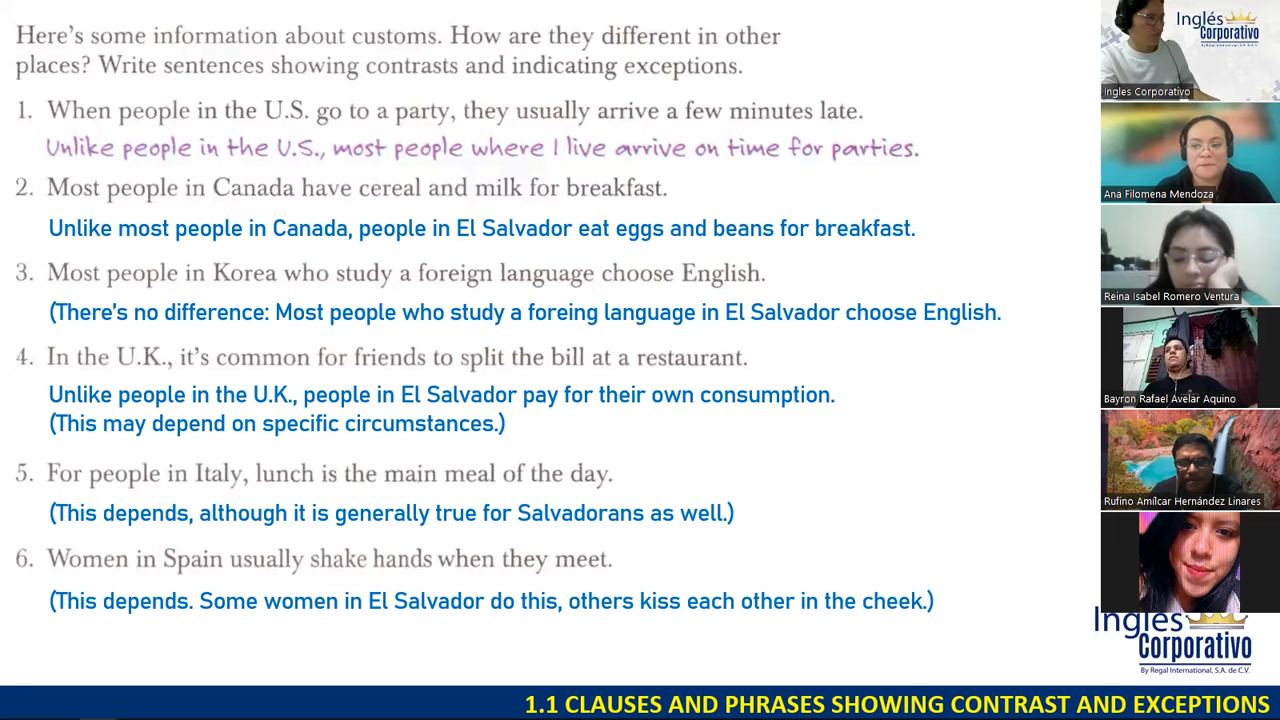 Here's some information about customs. How are they different in other
places? Write sentences showing contrasts and indicating exceptions.
1. When people in the U.S. go to a party, they usually arrive a few minutes late.
Unlike people in the U.S., most people where I live arrive on time for parties.
2. Most people in Canada have cereal and milk for breakfast.
Unlike most people in Canada, people in El Salvador eat eggs and beans for breakfast.
3. Most people in Korea who study a foreign language choose English.
(There's no difference: Most people who study a foreing language in El Salvador choose English.
4. In the U.K., it's common for friends to split the bill at a restaurant.
Unlike people in the U.K., people in El Salvador pay for their own consumption.
(This may depend on specific circumstances.)
5. For people in Italy, lunch is the main meal of the day.
(This depends, although it is generally true for Salvadorans as well.)
6. Women in Spain usually shake hands when they meet.
(This depends. Some women in El Salvador do this, others kiss each other in the cheek.)
1.1 CLAUSES AND PHRASES SHOWING CONTRAST AND EXCEPTIONS
Inglés
Corporativo
By Regal International, S.A. de C.V.
Ingles Corporativo
Ana Filomena Mendoza
Reina Isabel Romero Ventura
Bayron Rafael Avelar Aquino
Rufino Amílcar Hernández Linares
Inglés
Corporativo
By Regal International, S.A. de C.V.